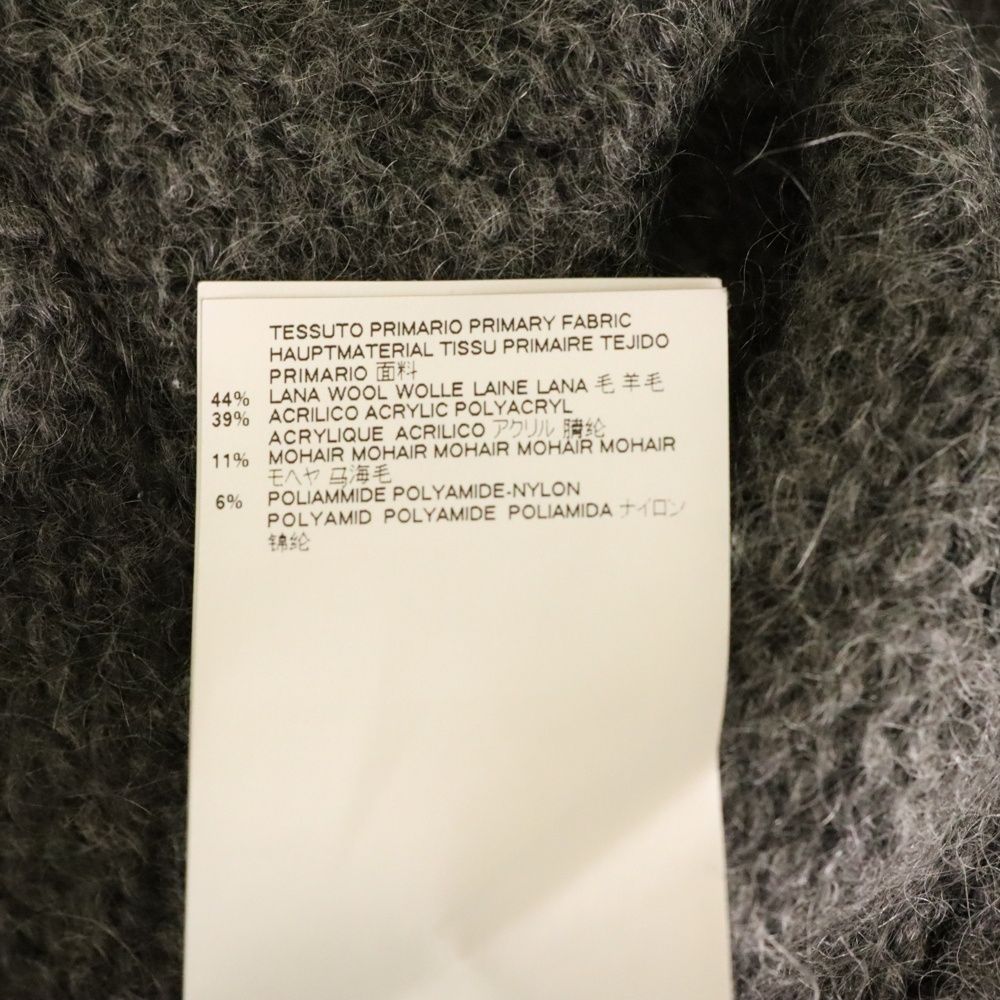 TESSUTO PRIMARIO PRIMARY FABRIC
HAUPTMATERIAL TISSU PRIMAIRE TEJIDO
PRIMARIO 面料
44% LANA WOOL WOLLE LAINE LANA 毛 羊毛
39% ACRILICO ACRYLIC POLYACRYL
ACRYLIQUE ACRILICO アクリル 腈纶
11% MOHAIR MOHAIR MOHAIR MOHAIR MOHAIR
モヘヤ 马海毛
6% POLIAMMIDE POLYAMIDE-NYLON
POLYAMID POLYAMIDE POLIAMIDA ナイロン
锦纶